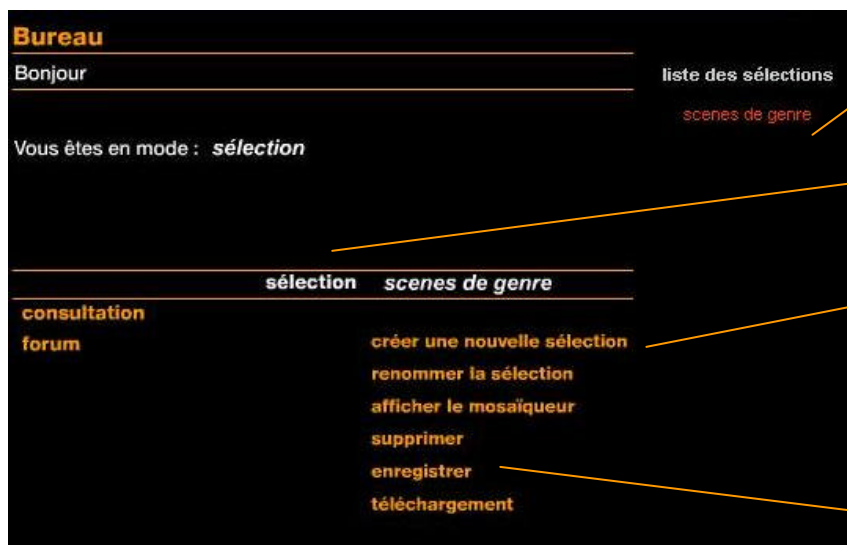 Bureau
Bonjour
liste des sélections
scenes de genre
Vous êtes en mode : sélection
sélection scenes de genre
consultation
forum
créer une nouvelle sélection
renommer la sélection
afficher le mosaïqueur
supprimer
enregistrer
téléchargement